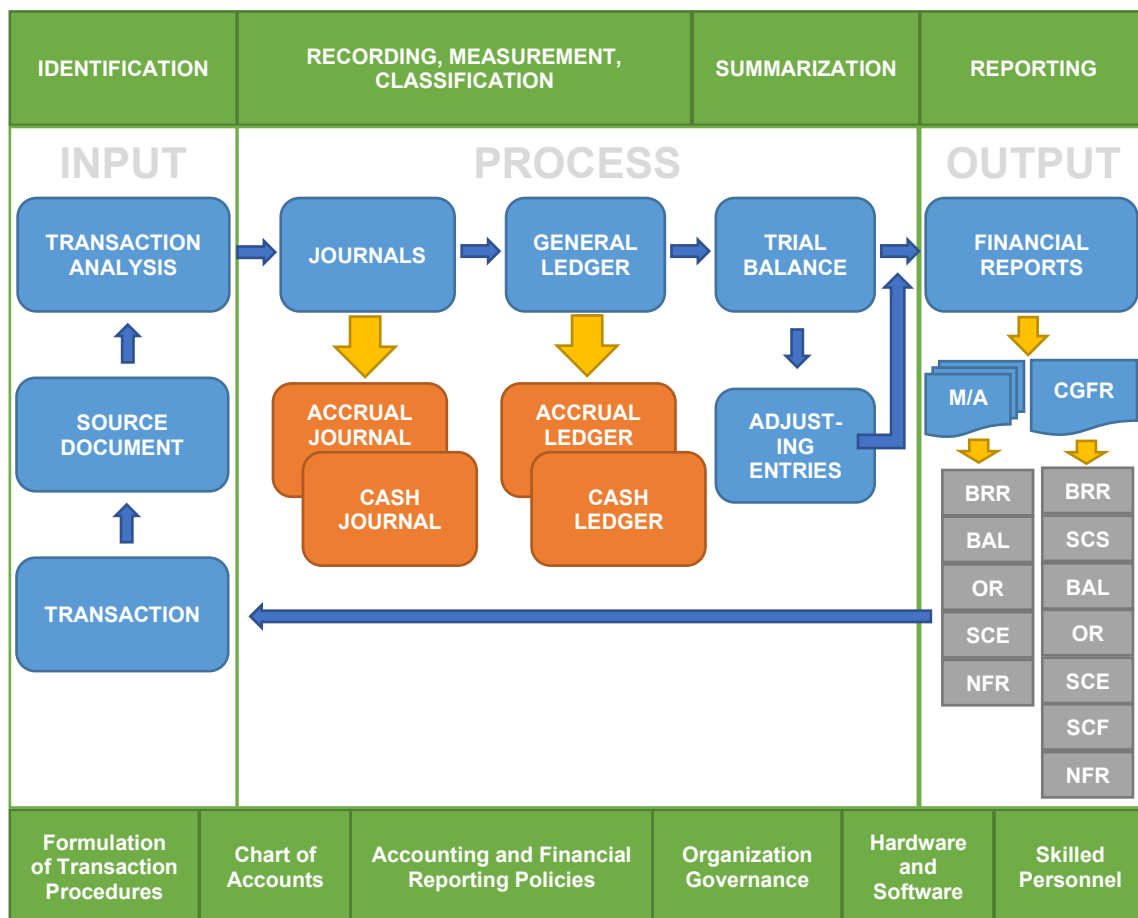 IDENTIFICATION
RECORDING, MEASUREMENT,
CLASSIFICATION
SUMMARIZATION
REPORTING
INPUT
PROCESS
OUTPUT
TRANSACTION
ANALYSIS
JOURNALS
GENERAL
LEDGER
TRIAL
BALANCE
FINANCIAL
REPORTS
SOURCE
DOCUMENT
ACCRUAL
JOURNAL
CASH
JOURNAL
ACCRUAL
LEDGER
CASH
LEDGER
ADJUST-
ING
ENTRIES
M/A
CGFR
TRANSACTION
BRR
BAL
OR
SCE
NFR
BRR
SCS
BAL
OR
SCE
SCF
NFR
Formulation
of Transaction
Procedures
Chart of
Accounts
Accounting and Financial
Reporting Policies
Organization
Governance
Hardware
and
Software
Skilled
Personnel